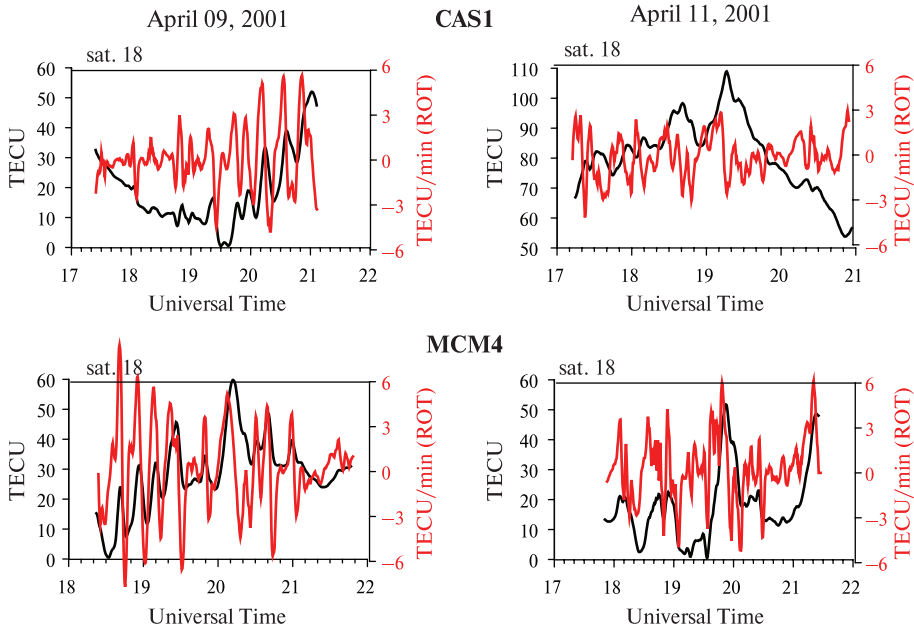 April 09, 2001 CAS1 April 11, 2001
sat. 18
60
50
40
30
20
10
0
TECU
6
3
0
−3
−6
TECU/min (ROT)
17 18 19 20 21 22
Universal Time
sat. 18
110
100
90
80
70
60
50
TECU
6
3
0
−3
−6
TECU/min (ROT)
17 18 19 20 21
Universal Time
MCM4
sat. 18
60
50
40
30
20
10
0
TECU
6
3
0
−3
−6
TECU/min (ROT)
18 19 20 21 22
Universal Time
sat. 18
60
50
40
30
20
10
0
TECU
6
3
0
−3
−6
TECU/min (ROT)
17 18 19 20 21 22
Universal Time